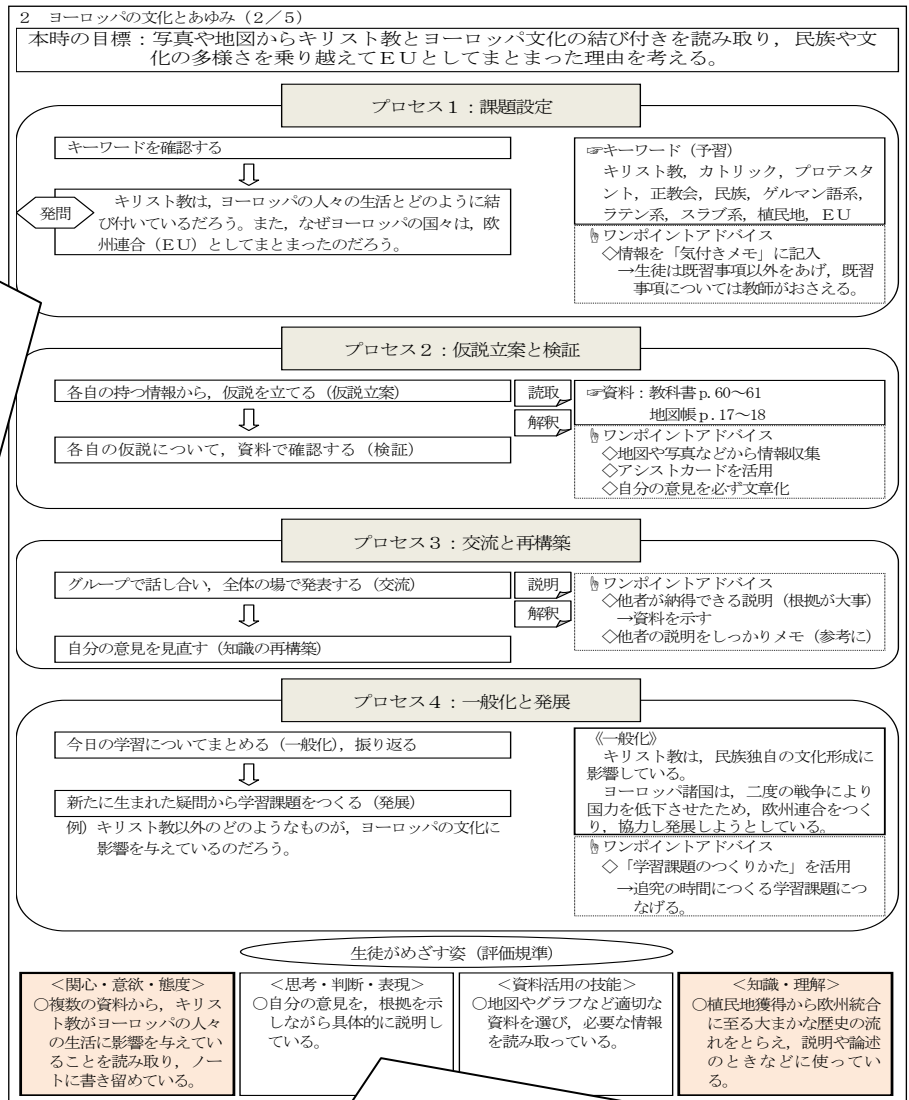 2 ヨーロッパの文化とあゆみ(2/5)
本時の目標:写真や地図からキリスト教とヨーロッパ文化の結び付きを読み取り,民族や文
化の多様さを乗り越えてEUとしてまとまった理由を考える。
プロセス1:課題設定
キーワードを確認する
⇩
発問
キリスト教は,ヨーロッパの人々の生活とどのように結
び付いているだろう。また,なぜヨーロッパの国々は,欧
州連合(EU)としてまとまったのだろう。
☞キーワード(予習)
キリスト教,カトリック,プロテスタ
ント,正教会,民族,ゲルマン語系,
ラテン系,スラブ系,植民地,EU
☝ワンポイントアドバイス
◇情報を「気付きメモ」に記入
→生徒は既習事項以外をあげ,既習
事項については教師がおさえる。
プロセス2:仮説立案と検証
各自の持つ情報から,仮説を立てる(仮説立案)
⇩
各自の仮説について,資料で確認する(検証)
読取
解釈
☞資料:教科書p.60~61
地図帳p.17~18
☝ワンポイントアドバイス
◇地図や写真などから情報収集
◇アシストカードを活用
◇自分の意見を必ず文章化
プロセス3:交流と再構築
グループで話し合い,全体の場で発表する(交流)
⇩
自分の意見を見直す(知識の再構築)
説明
解釈
☝ワンポイントアドバイス
◇他者が納得できる説明(根拠が大事)
→資料を示す
◇他者の説明をしっかりメモ(参考に)
プロセス4:一般化と発展
今日の学習についてまとめる(一般化),振り返る
⇩
新たに生まれた疑問から学習課題をつくる(発展)
例)キリスト教以外のどのようなものが,ヨーロッパの文化に
影響を与えているのだろう。
《一般化》
キリスト教は,民族独自の文化形成に
影響している。
ヨーロッパ諸国は,二度の戦争により
国力を低下させたため,欧州連合をつく
り,協力し発展しようとしている。
☝ワンポイントアドバイス
◇「学習課題のつくりかた」を活用
→追究の時間につくる学習課題につ
なげる。
生徒がめざす姿(評価規準)
<関心・意欲・態度>
○複数の資料から,キリス
ト教がヨーロッパの人々
の生活に影響を与えてい
ることを読み取り,ノー
トに書き留めている。
<思考・判断・表現>
○自分の意見を,根拠を示
しながら具体的に説明し
ている。
<資料活用の技能>
○地図やグラフなど適切な
資料を選び,必要な情報
を読み取っている。
<知識・理解>
○植民地獲得から欧州統合
に至る大まかな歴史の流
れをとらえ,説明や論述
のときなどに使ってい
る。